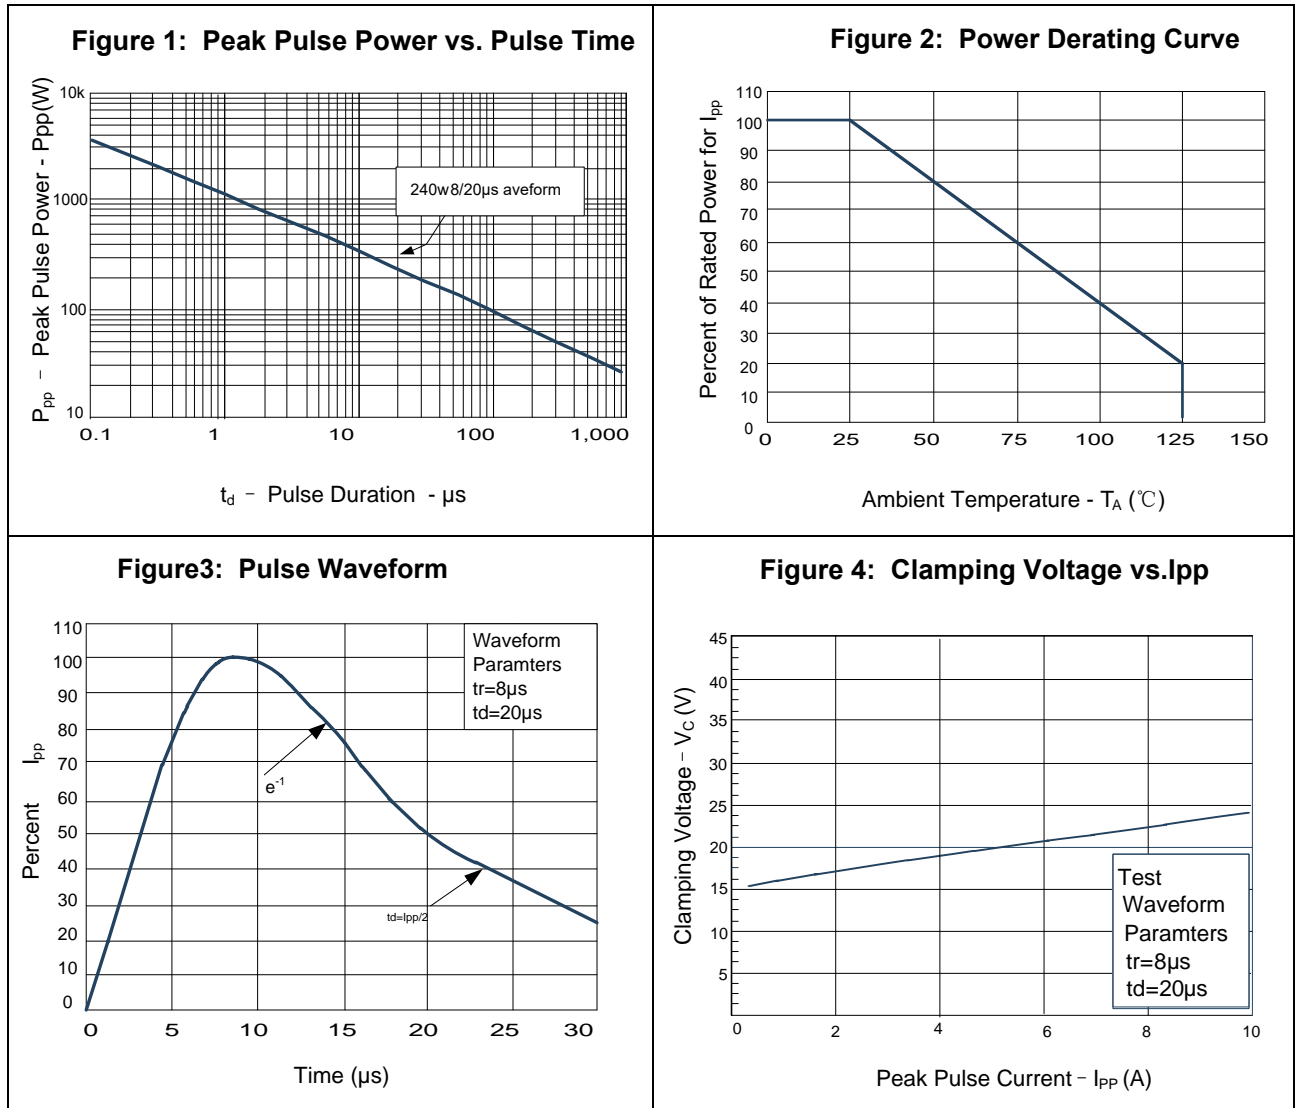 Figure 1: Peak Pulse Power vs. Pulse Time
Ppp – Peak Pulse Power - Ppp(W)
10k
1000
100
10
240w8/20µs aveform
0.1 1 10 100 1,000
td – Pulse Duration - µs
Figure 2: Power Derating Curve
Percent of Rated Power for Ipp
110
100
90
80
70
60
50
40
30
20
10
0
0 25 50 75 100 125 150
Ambient Temperature - TA (℃)
Figure3: Pulse Waveform
Percent Ipp
110
100
90
80
70
60
50
40
30
20
10
0
Waveform
Paramters
tr=8µs
td=20µs
e-1
td=Ipp/2
0 5 10 15 20 25 30
Time (µs)
Figure 4: Clamping Voltage vs.Ipp
Clamping Voltage – VC (V)
45
40
35
30
25
20
15
10
5
Test
Waveform
Paramters
tr=8µs
td=20µs
0 2 4 6 8 10
Peak Pulse Current – IPP (A)